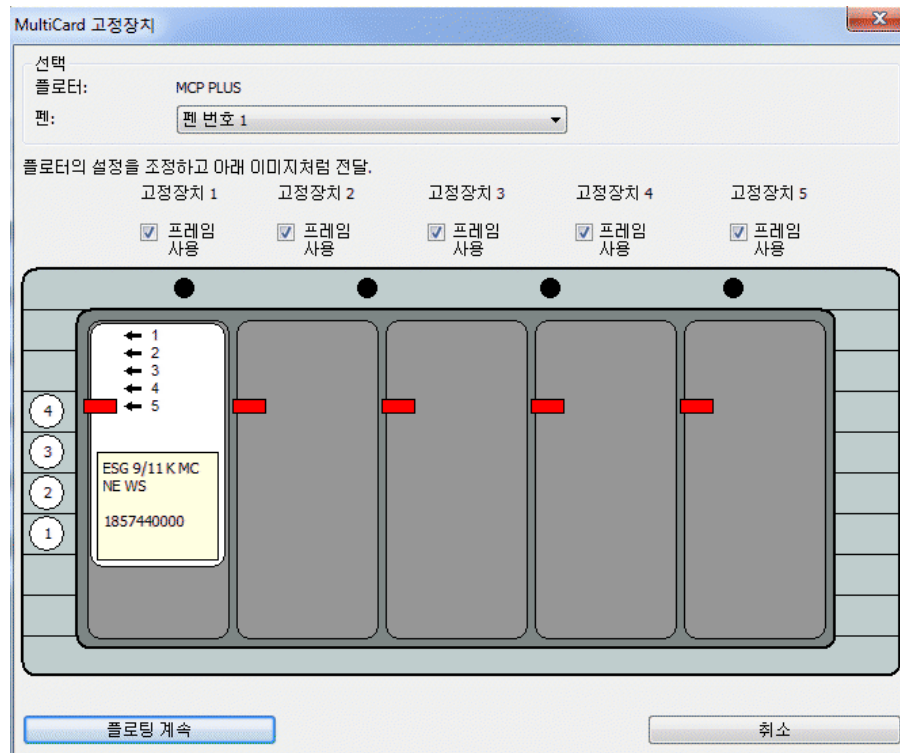 MultiCard 고정장치
선택
플로터: MCP PLUS
펜: 펜 번호 1
플로터의 설정을 조정하고 아래 이미지처럼 전달.
고정장치 1 고정장치 2 고정장치 3 고정장치 4 고정장치 5
프레임 프레임 프레임 프레임 프레임
사용 사용 사용 사용 사용
1
2
3
4
5
4
3
2
1
ESG 9/11 K MC
NE WS
1857440000
플로팅 계속 취소